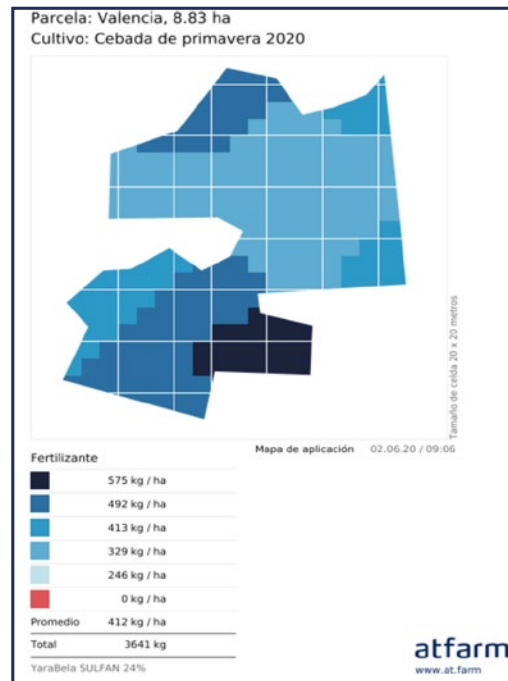 Parcela: Valencia, 8.83 ha
Cultivo: Cebada de primavera 2020
Tamaño de celda 20 x 20 metros
Mapa de aplicación 02.06.20 / 09:06
Fertilizante
575 kg / ha
492 kg / ha
413 kg / ha
329 kg / ha
246 kg / ha
0 kg / ha
Promedio 412 kg / ha
Total 3641 kg
YaraBela SULFAN 24%
atfarm
www.at.farm